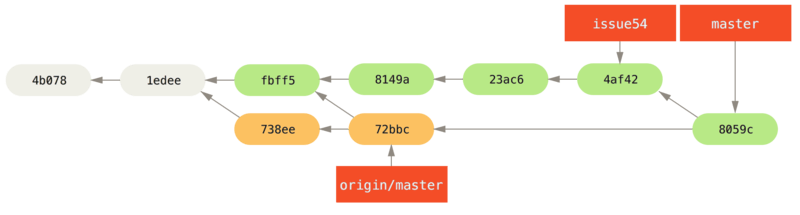 issue54
master
4b078
1edee
fbff5
8149a
23ac6
4af42
738ee
72bbc
8059c
origin/master